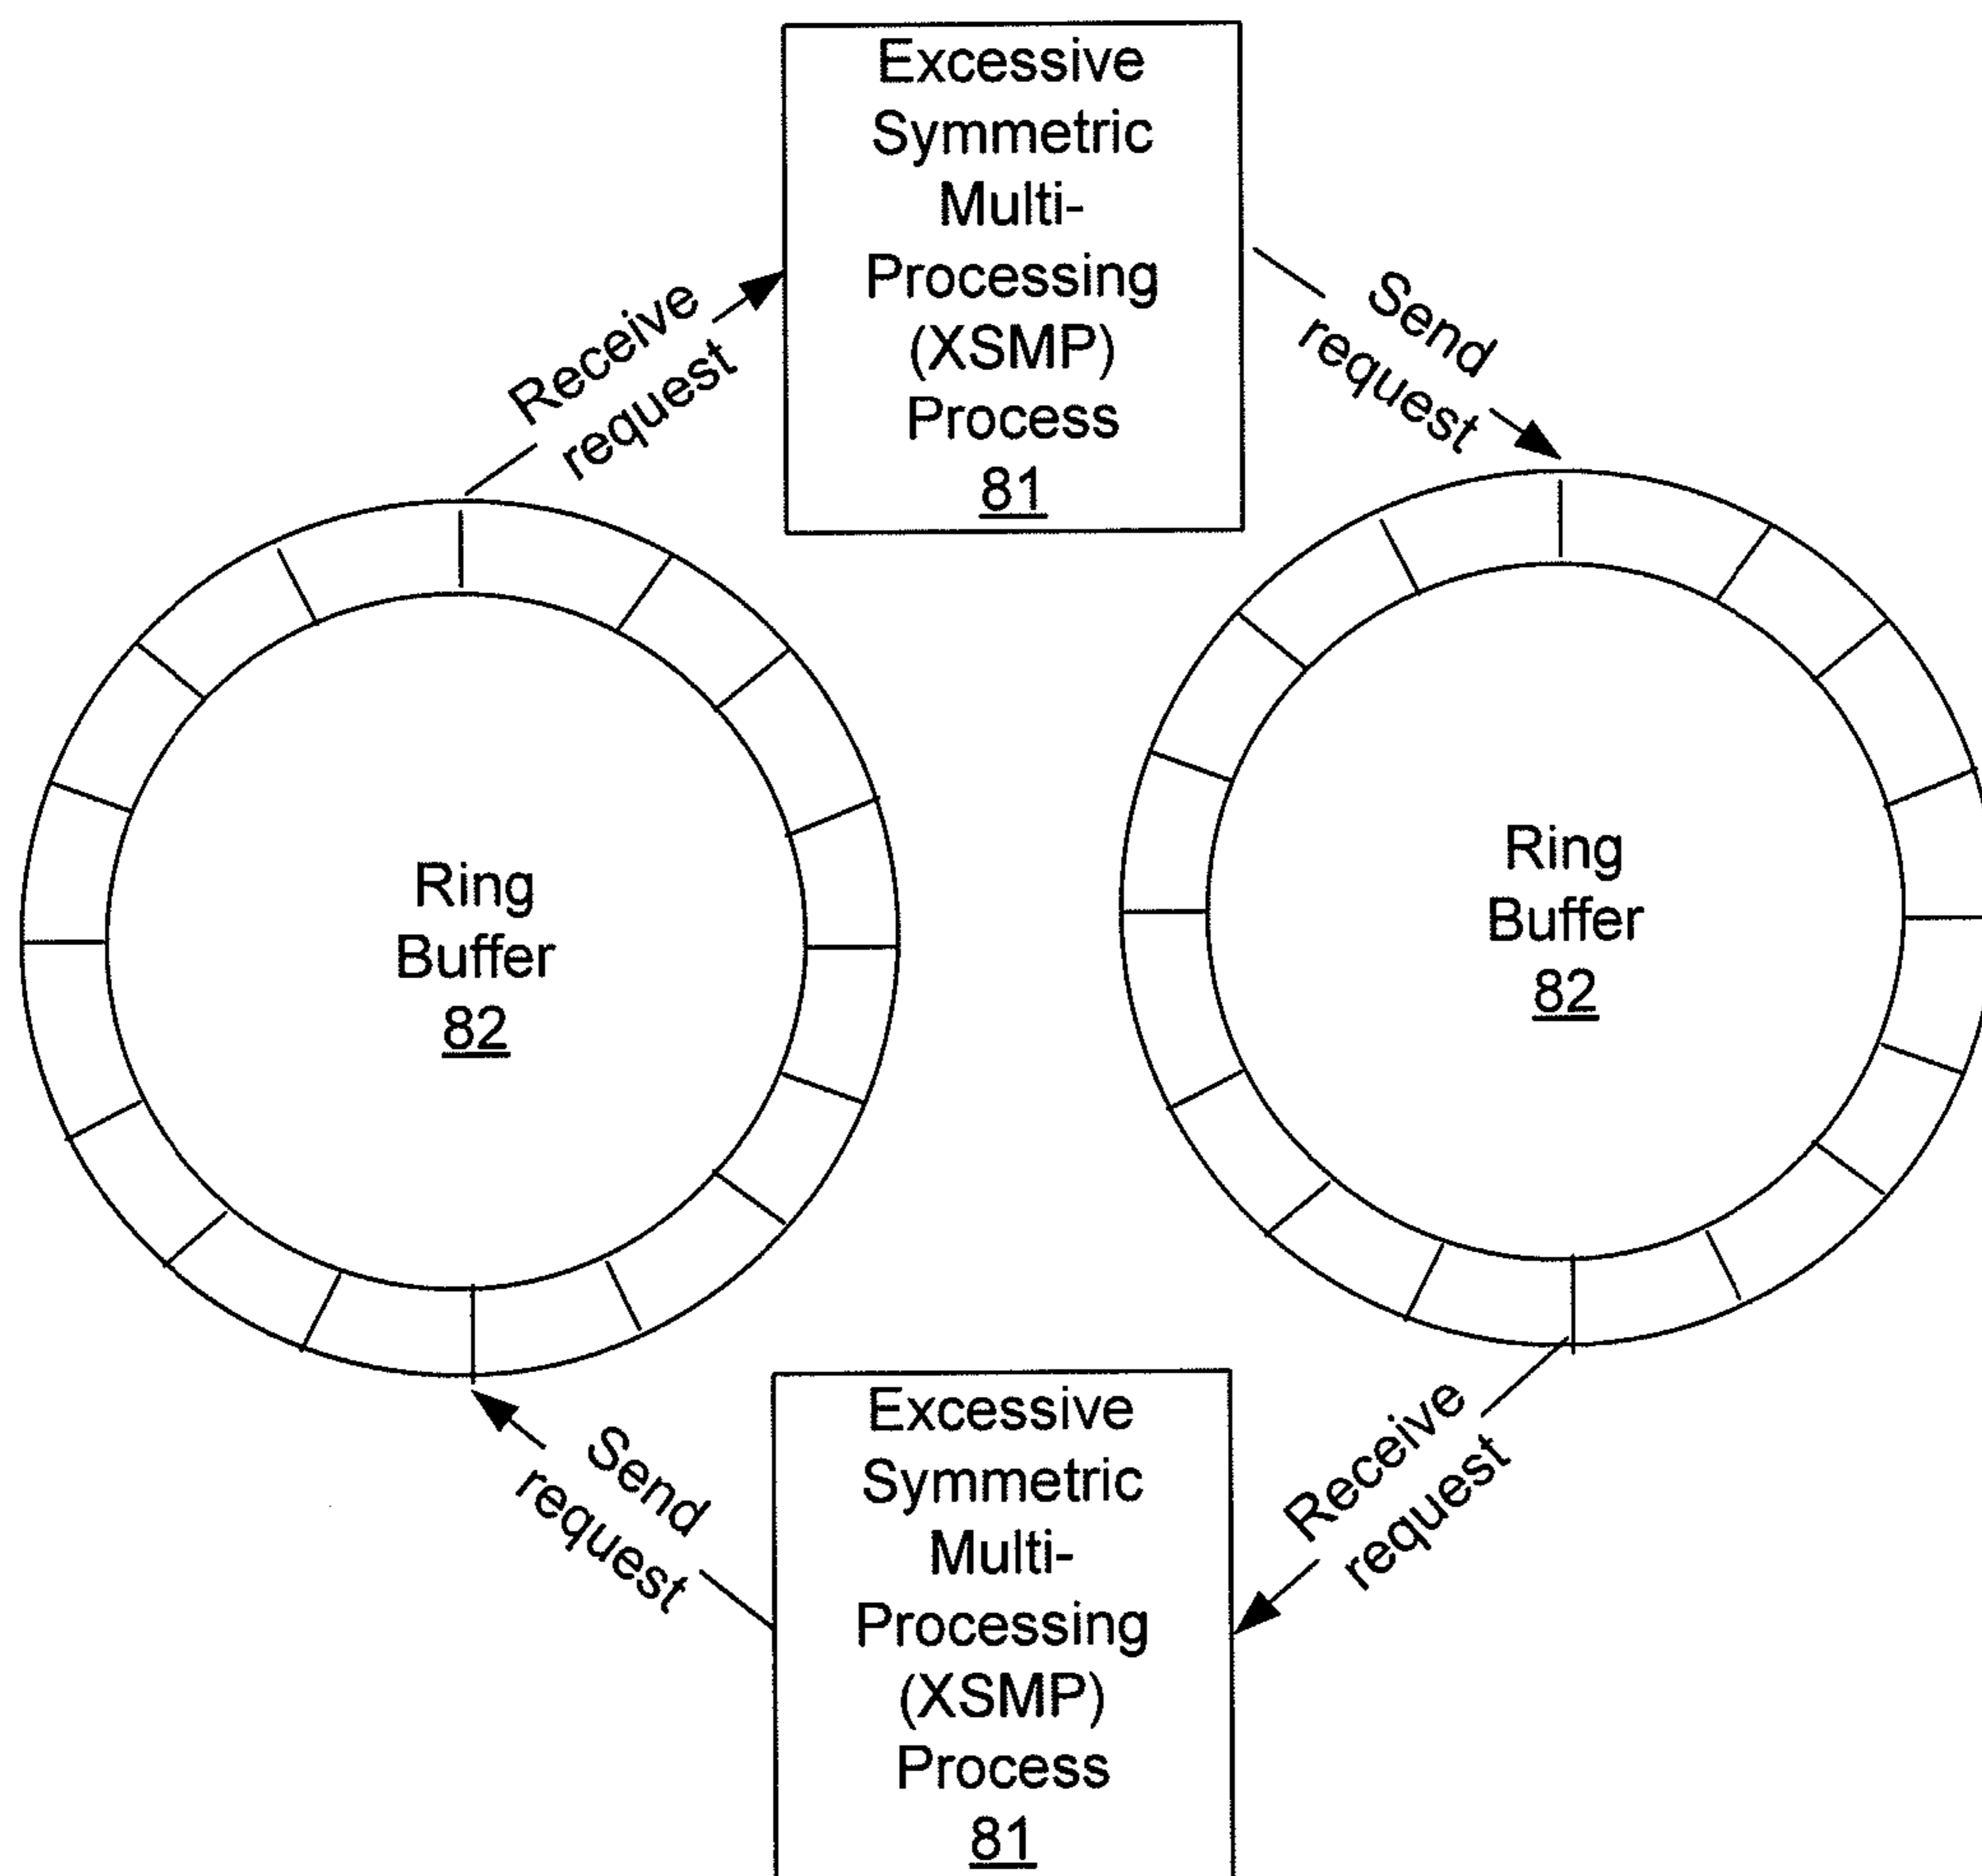 Excessive
Symmetric
Multi-
Processing
(XSMP)
Process
81
Receive
request
Send
request
Ring
Buffer
82
Ring
Buffer
82
Send
request
Excessive
Symmetric
Multi-
Processing
(XSMP)
Process
81
Receive
request